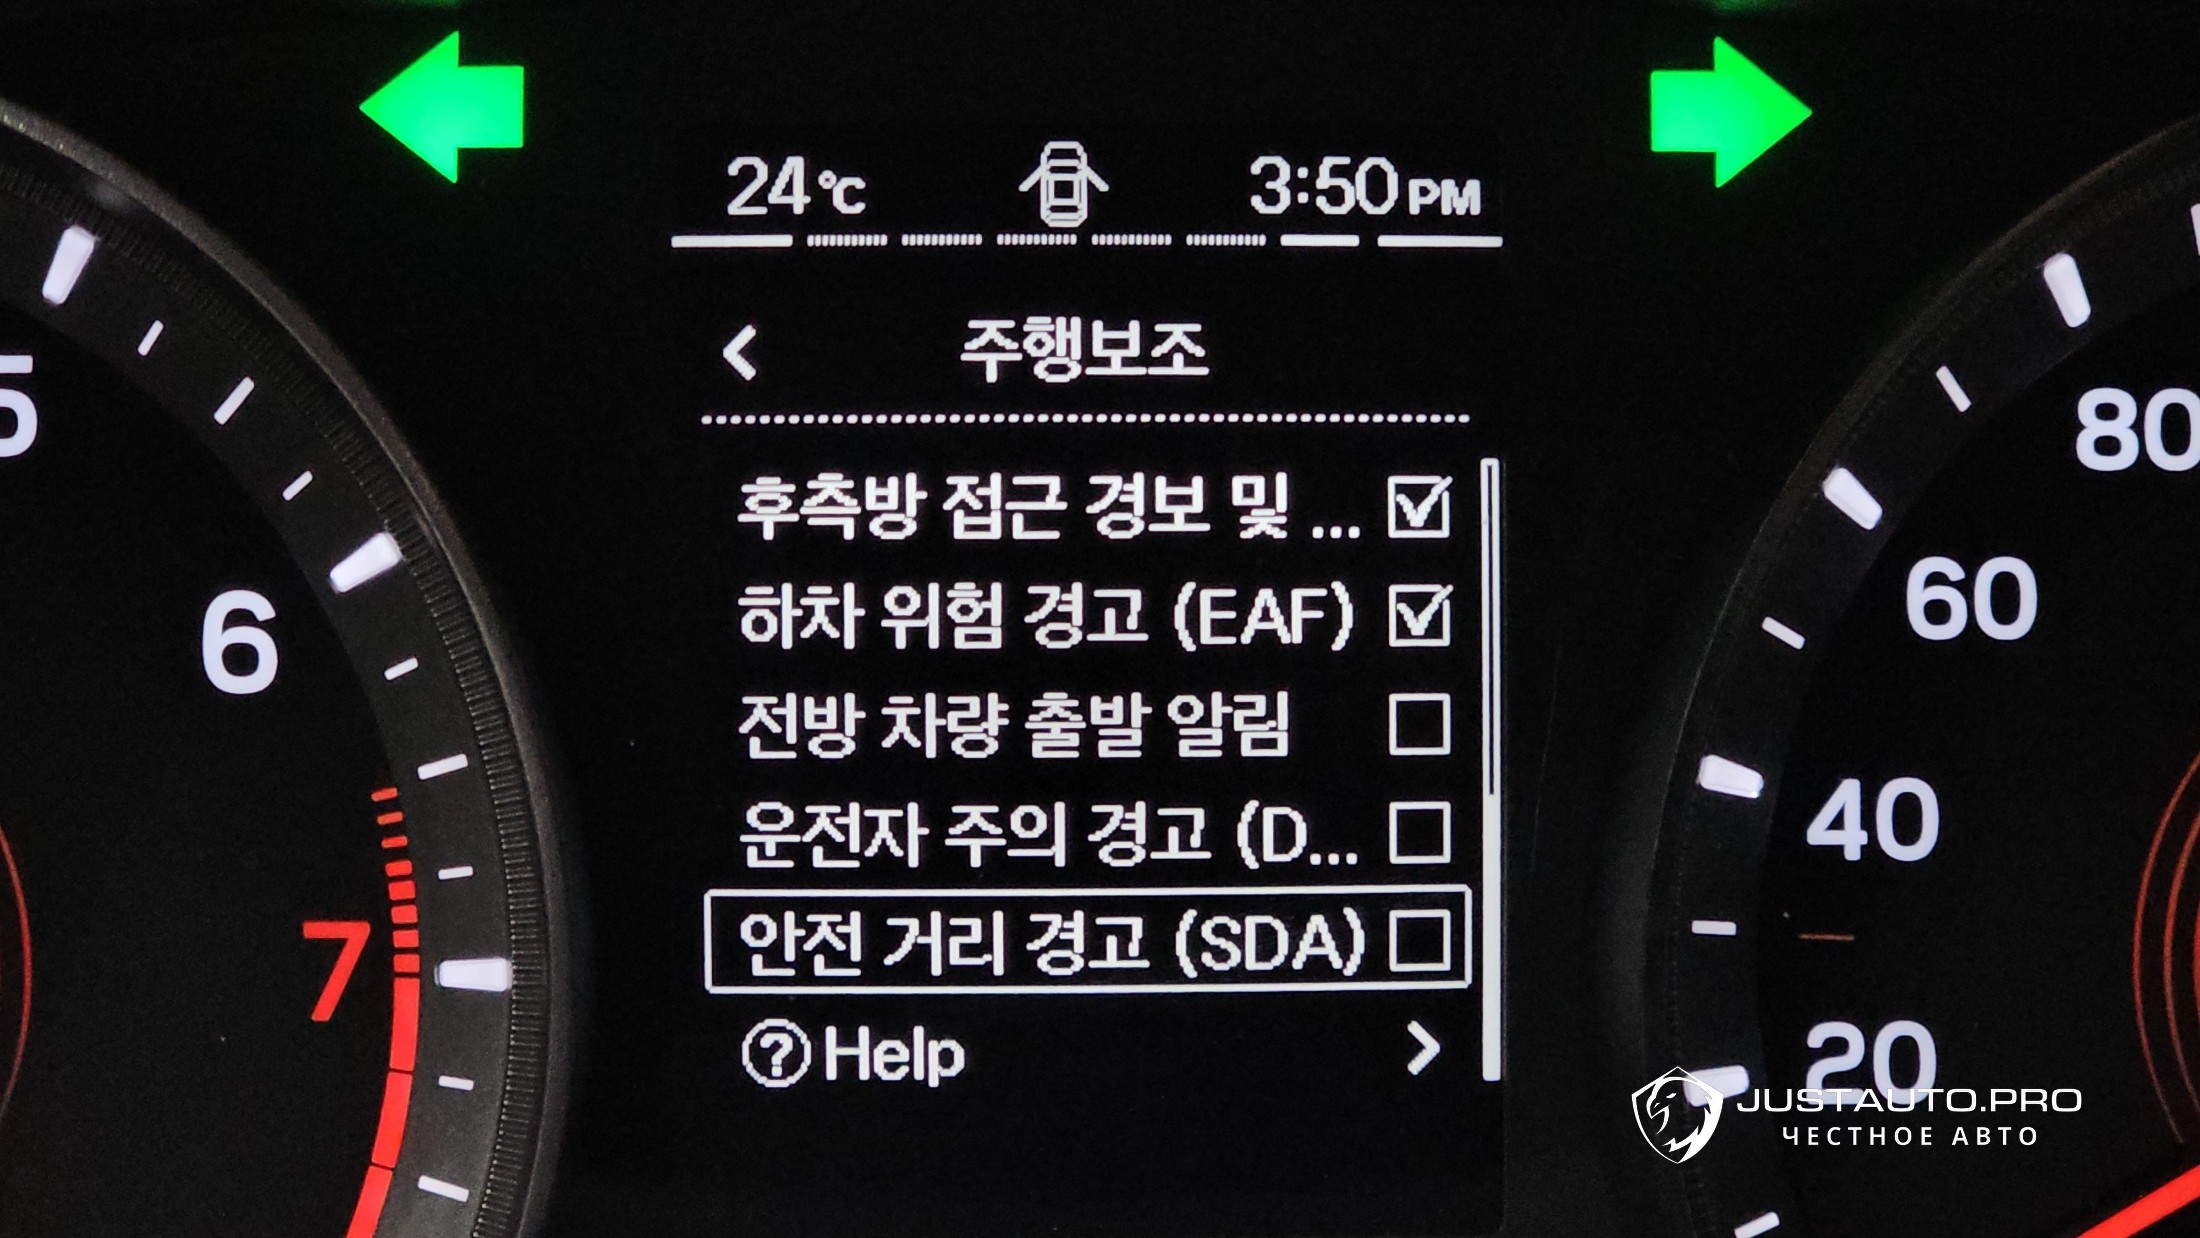 24°C 3:50 PM
주행보조
후측방 접근 경보 및 ...
하차 위험 경고 (EAF)
전방 차량 출발 알림
운전자 주의 경고 (D...
안전 거리 경고 (SDA)
? Help
5
6
7
80
60
40
20
JUSTAUTO.PRO
ЧЕСТНОЕ АВТО